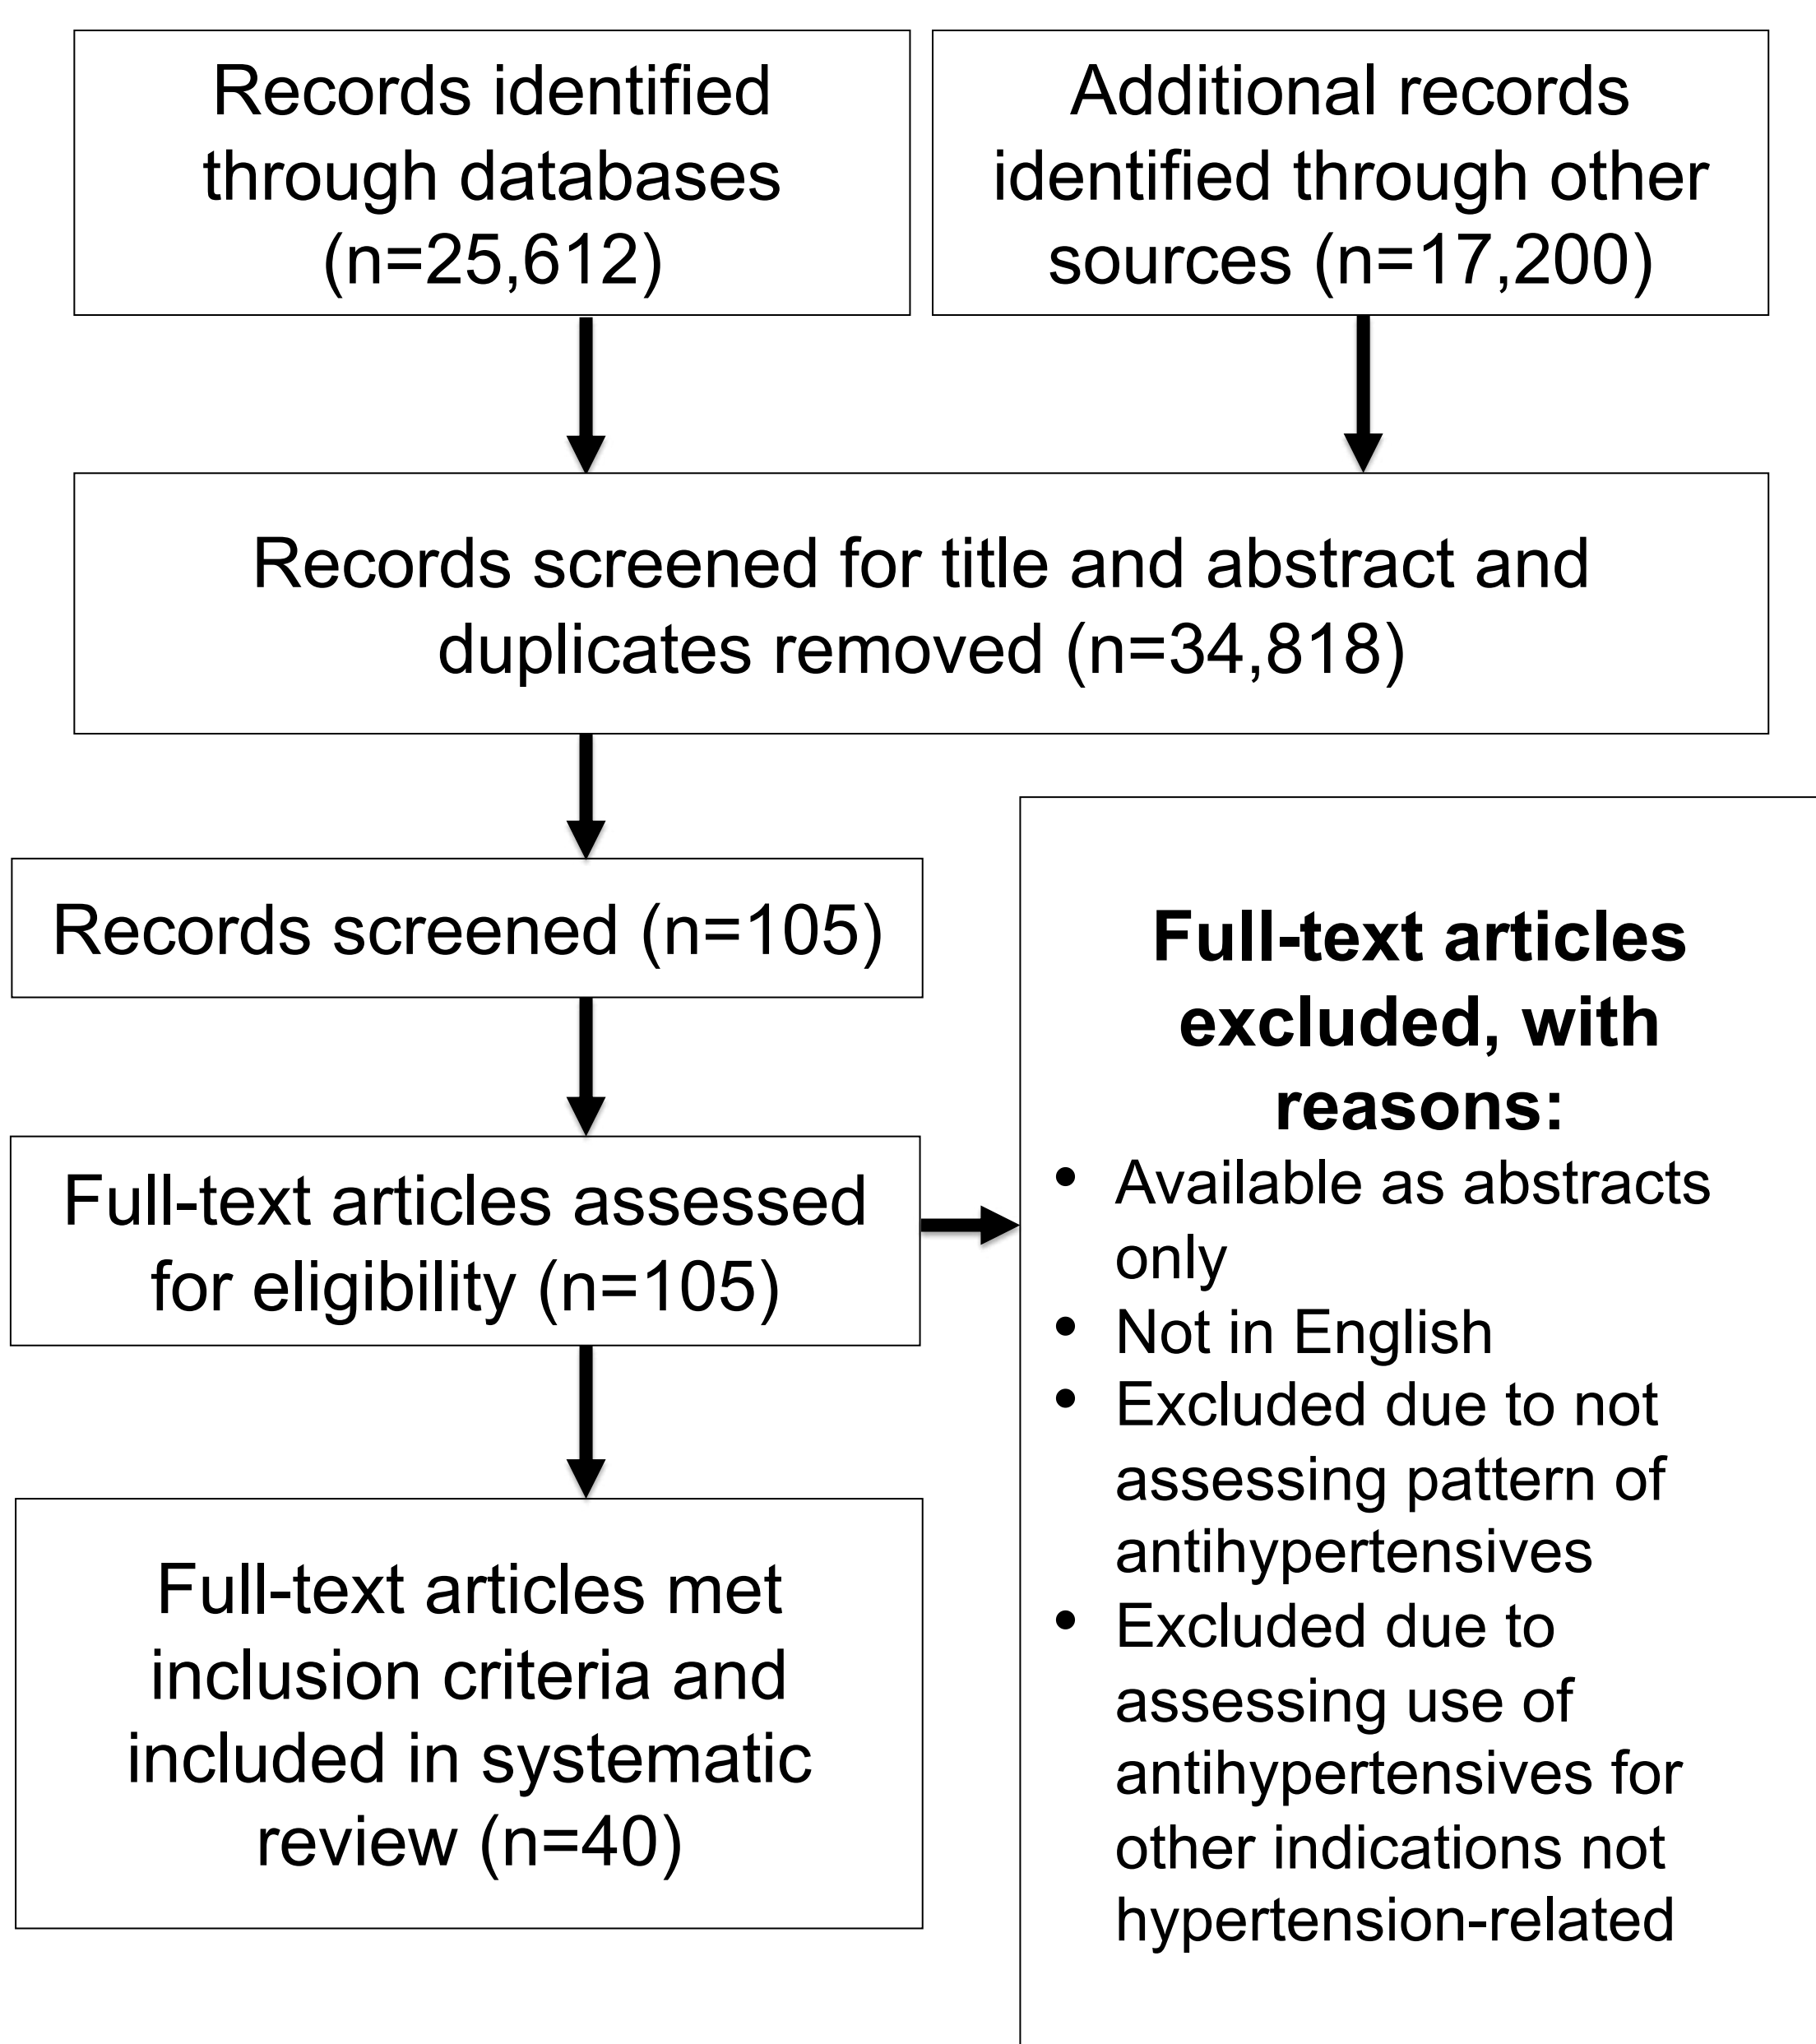 Records identified
through databases
(n=25,612)
Additional records
identified through other
sources (n=17,200)
Records screened for title and abstract and
duplicates removed (n=34,818)
Records screened (n=105)
Full-text articles assessed
for eligibility (n=105)
Full-text articles met
inclusion criteria and
included in systematic
review (n=40)
Full-text articles
excluded, with
reasons:
• Available as abstracts
only
• Not in English
• Excluded due to not
assessing pattern of
antihypertensives
• Excluded due to
assessing use of
antihypertensives for
other indications not
hypertension-related